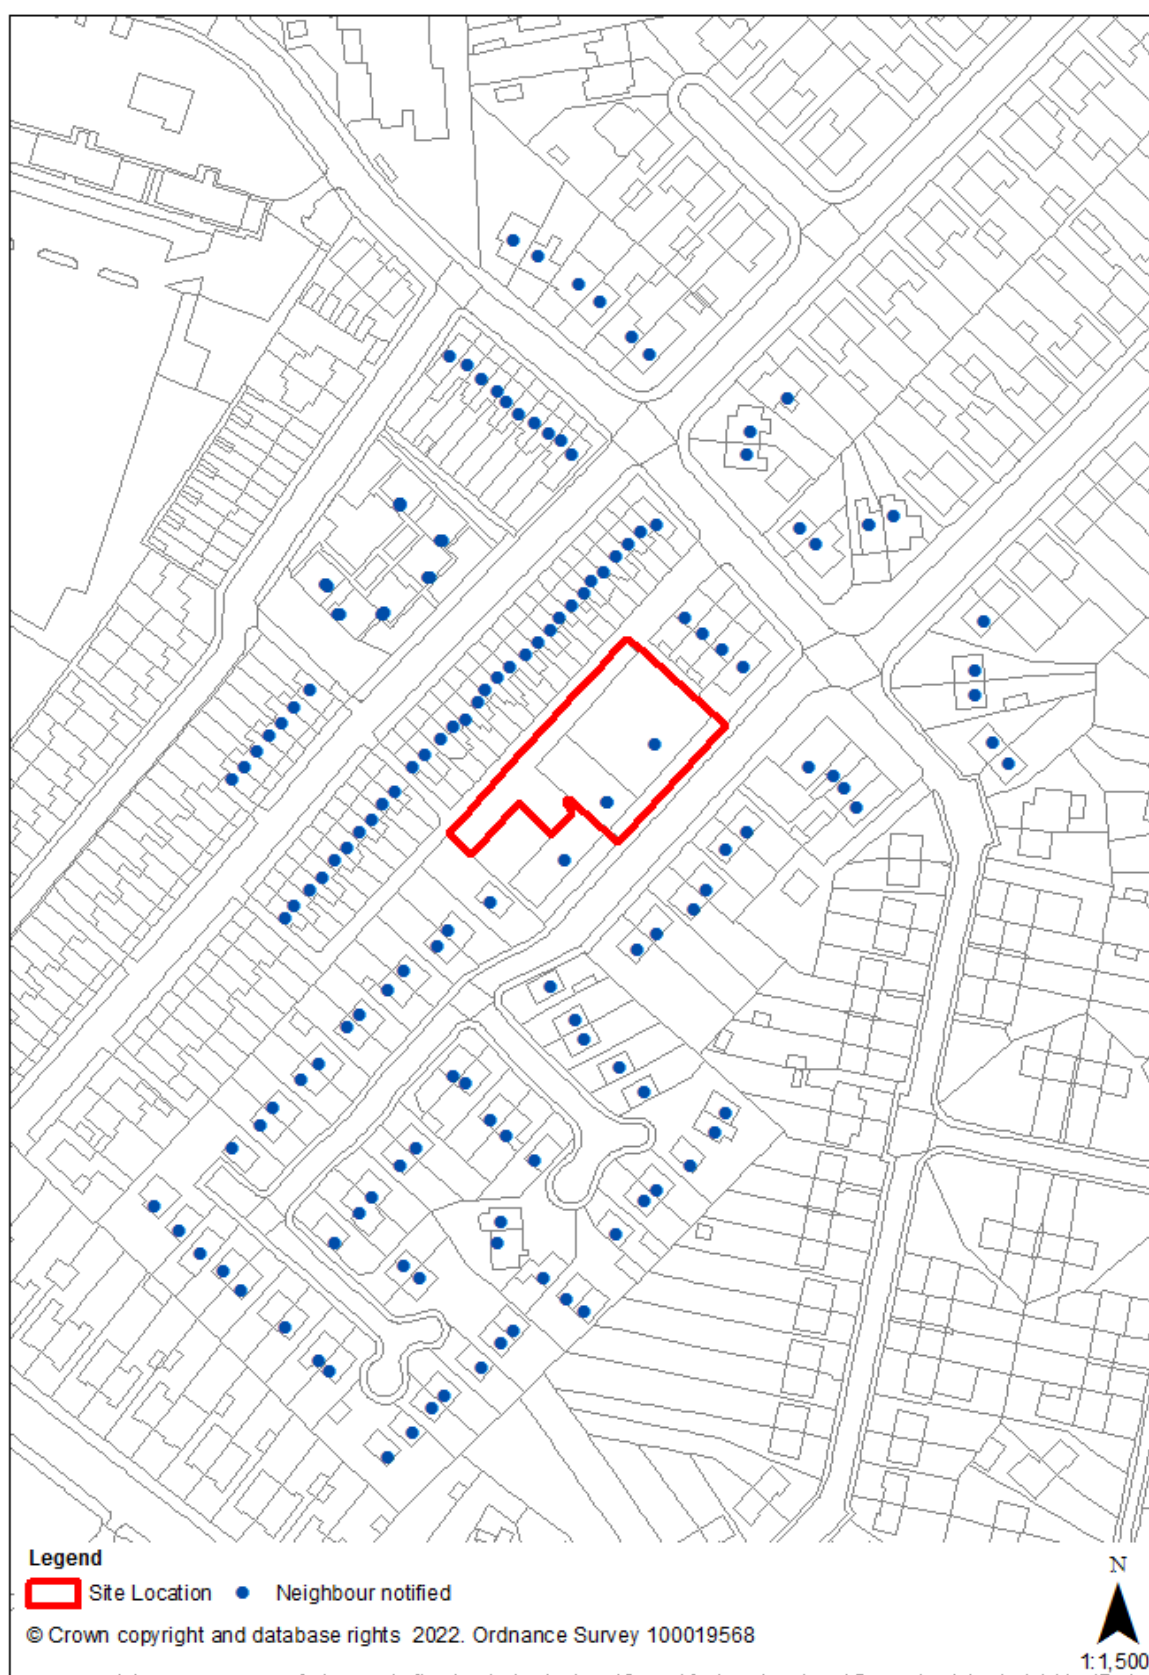 Legend
Site Location Neighbour notified
N
© Crown copyright and database rights 2022. Ordnance Survey 100019568
1:1,500